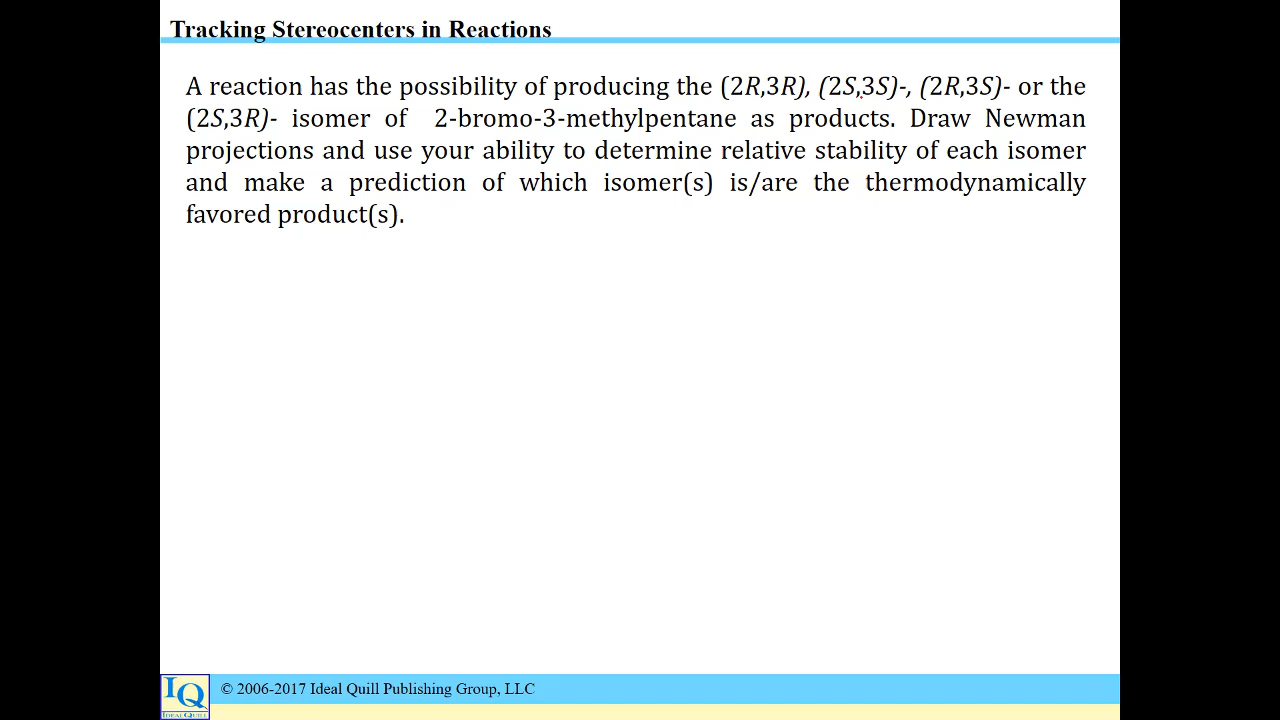 Tracking Stereocenters in Reactions
A reaction has the possibility of producing the (2R,3R), (2S,3S)-, (2R,3S)- or the
(2S,3R)- isomer of 2-bromo-3-methylpentane as products. Draw Newman
projections and use your ability to determine relative stability of each isomer
and make a prediction of which isomer(s) is/are the thermodynamically
favored product(s).
IQ
IDEAL QUILL
© 2006-2017 Ideal Quill Publishing Group, LLC